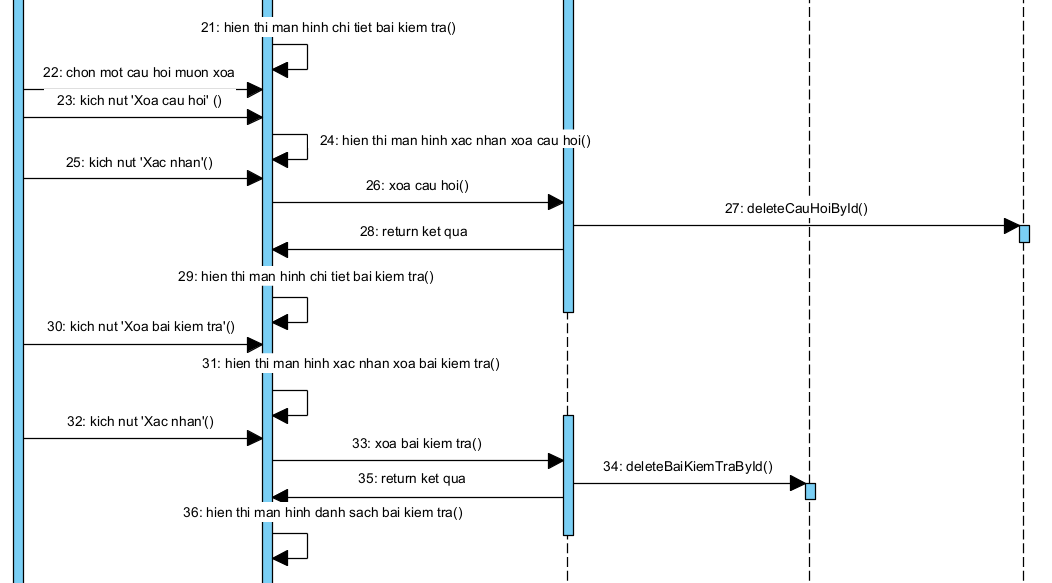 21: hien thi man hinh chi tiet bai kiem tra()
22: chon mot cau hoi muon xoa
23: kich nut 'Xoa cau hoi' ()
24: hien thi man hinh xac nhan xoa cau hoi()
25: kich nut 'Xac nhan'()
26: xoa cau hoi()
27: deleteCauHoiById()
28: return ket qua
29: hien thi man hinh chi tiet bai kiem tra()
30: kich nut 'Xoa bai kiem tra'()
31: hien thi man hinh xac nhan xoa bai kiem tra()
32: kich nut 'Xac nhan'()
33: xoa bai kiem tra()
34: deleteBaiKiemTraById()
35: return ket qua
36: hien thi man hinh danh sach bai kiem tra()